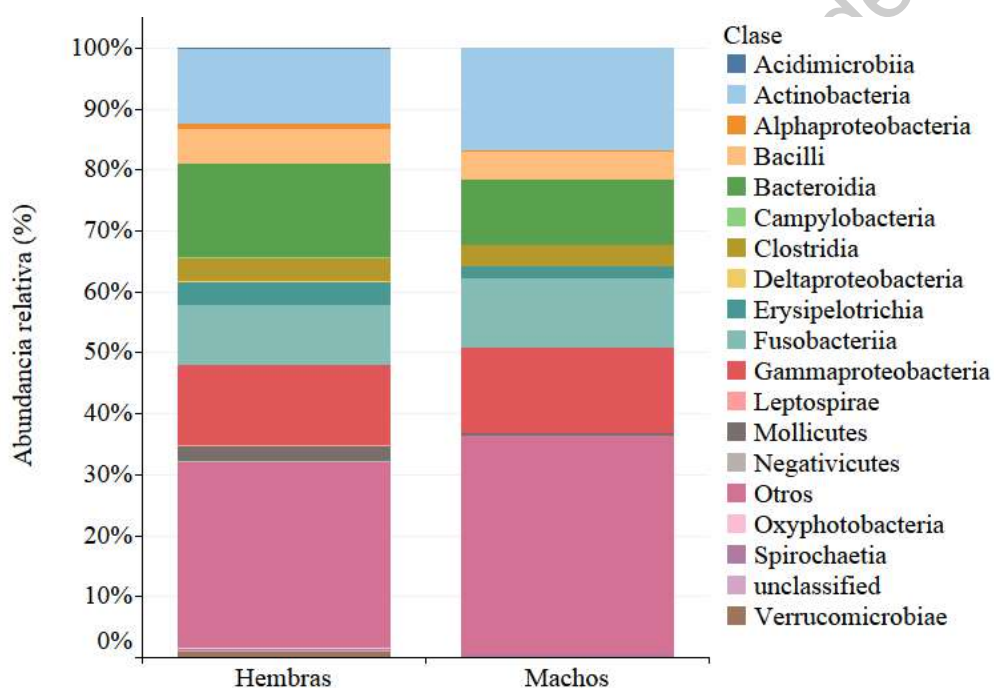 Clase
Acidimicrobiia
Actinobacteria
Alphaproteobacteria
Bacilli
Bacteroidia
Campylobacteria
Clostridia
Deltaproteobacteria
Erysipelotrichia
Fusobacteriia
Gammaproteobacteria
Leptospirae
Mollicutes
Negativicutes
Otros
Oxyphotobacteria
Spirochaetia
unclassified
Verrucomicrobiae
Abundancia relativa (%)
100%
90%
80%
70%
60%
50%
40%
30%
20%
10%
0%
Hembras
Machos